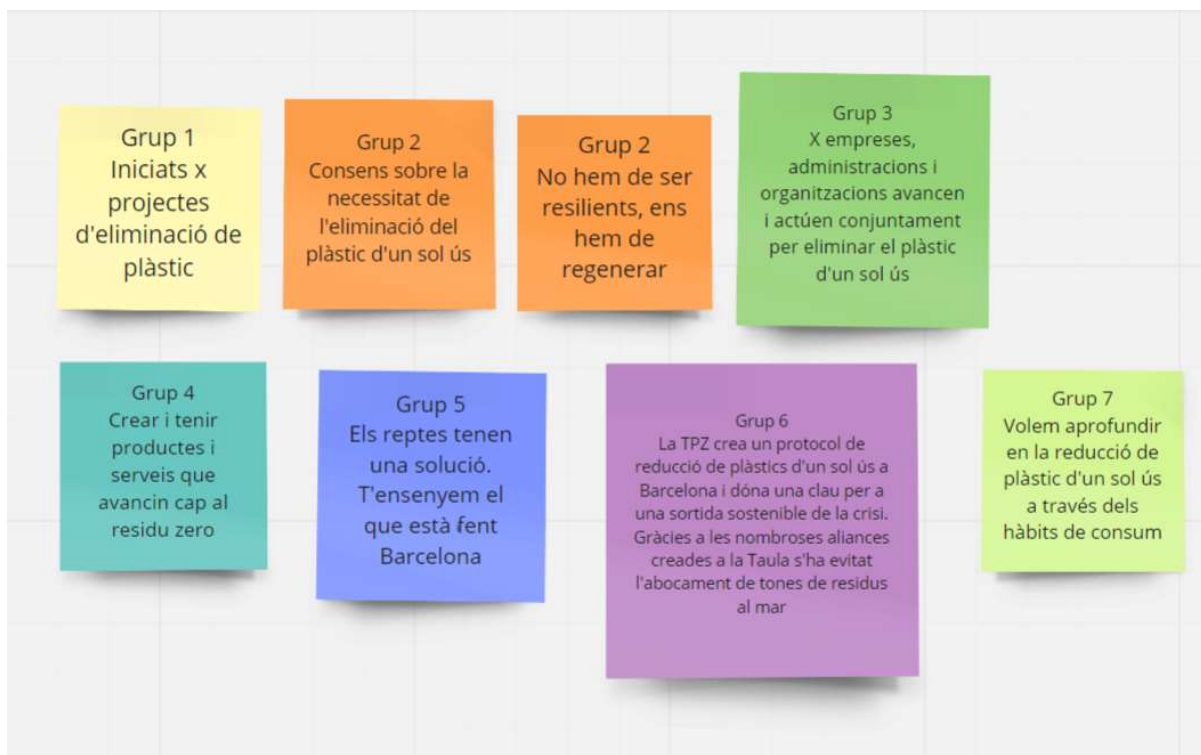 Grup 1
Iniciats x
projectes
d'eliminació de
plàstic
Grup 2
Consens sobre la
necessitat de
l'eliminació del
plàstic d'un sol ús
Grup 2
No hem de ser
resilients, ens
hem de
regenerar
Grup 3
X empreses,
administracions i
organitzacions avancen
i actúen conjuntament
per eliminar el plàstic
d'un sol ús
Grup 4
Crear i tenir
productes i
serveis que
avancin cap al
residu zero
Grup 5
Els reptes tenen
una solució.
T'ensenyem el
que està fent
Barcelona
Grup 6
La TPZ crea un protocol de
reducció de plàstics d'un sol ús a
Barcelona i dóna una clau per a
una sortida sostenible de la crisi.
Gràcies a les nombroses aliances
creades a la Taula s'ha evitat
l'abocament de tones de residus
al mar
Grup 7
Volem aprofundir
en la reducció de
plàstic d'un sol ús
a través dels
hàbits de consum